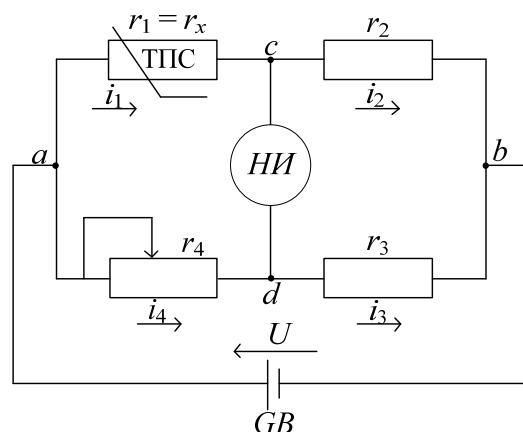 r₁ = rₓ
c
r₂
ТПС
i₁
i₂
a
НИ
b
r₄
r₃
d
i₄
i₃
U
GB